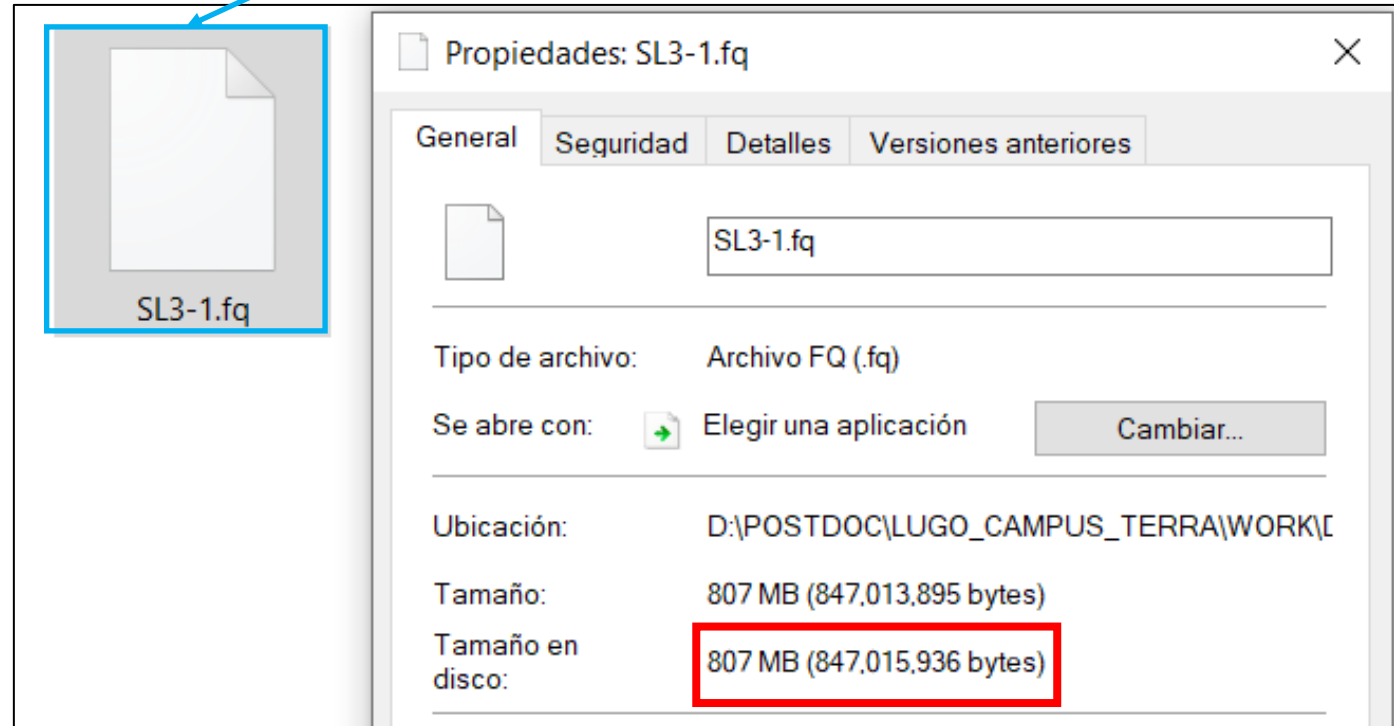 SL3-1.fq
Propiedades: SL3-1.fq
General Seguridad Detalles Versiones anteriores
SL3-1.fq
Tipo de archivo: Archivo FQ (.fq)
Se abre con: Elegir una aplicación Cambiar...
Ubicación: D:\POSTDOC\LUGO_CAMPUS_TERRA\WORK\
Tamaño: 807 MB (847,013,895 bytes)
Tamaño en
disco: 807 MB (847,015,936 bytes)